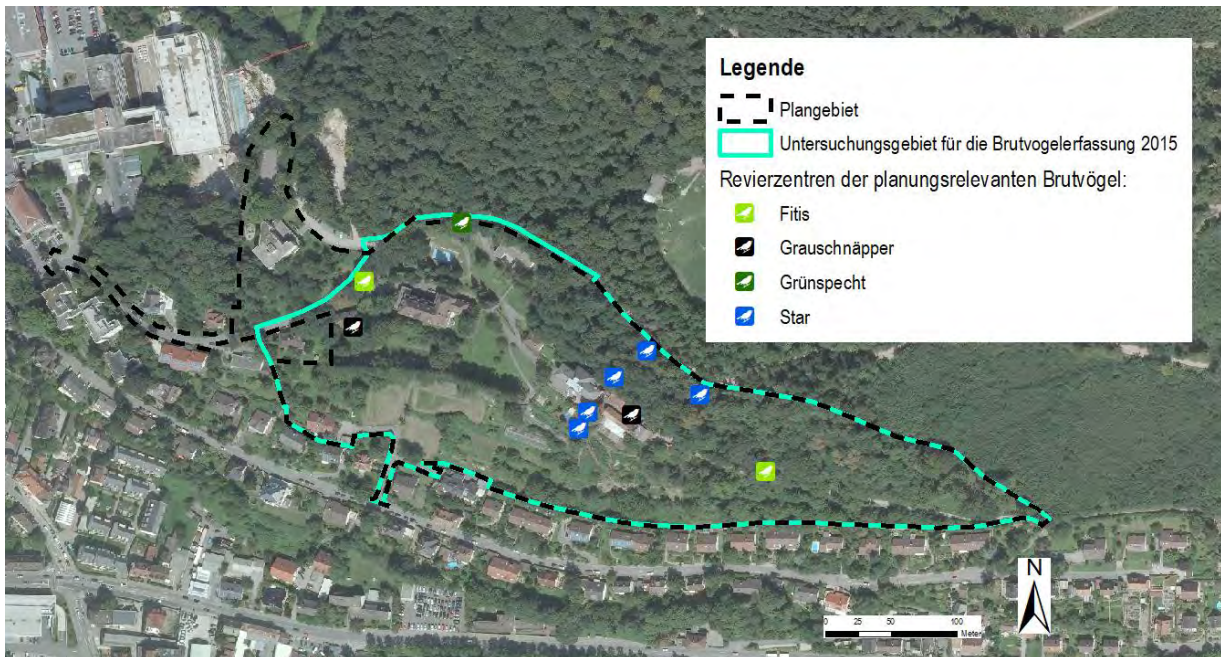 Legende
Plangebiet
Untersuchungsgebiet für die Brutvogelerfassung 2015
Revierzentren der planungsrelevanten Brutvögel:
Fitis
Grauschnäpper
Grünspecht
Star
N
0 25 50 100
Meter